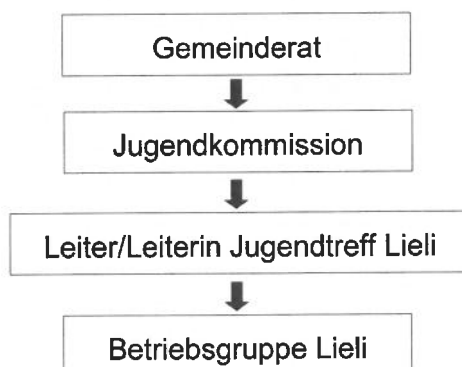 Gemeinderat
Jugendkommission
Leiter/Leiterin Jugendtreff Lieli
Betriebsgruppe Lieli